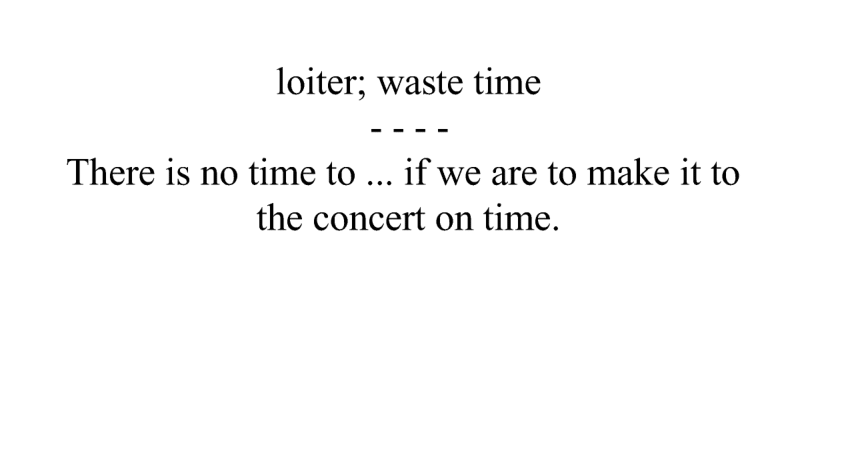 loiter; waste time
- - - -
There is no time to ... if we are to make it to
the concert on time.